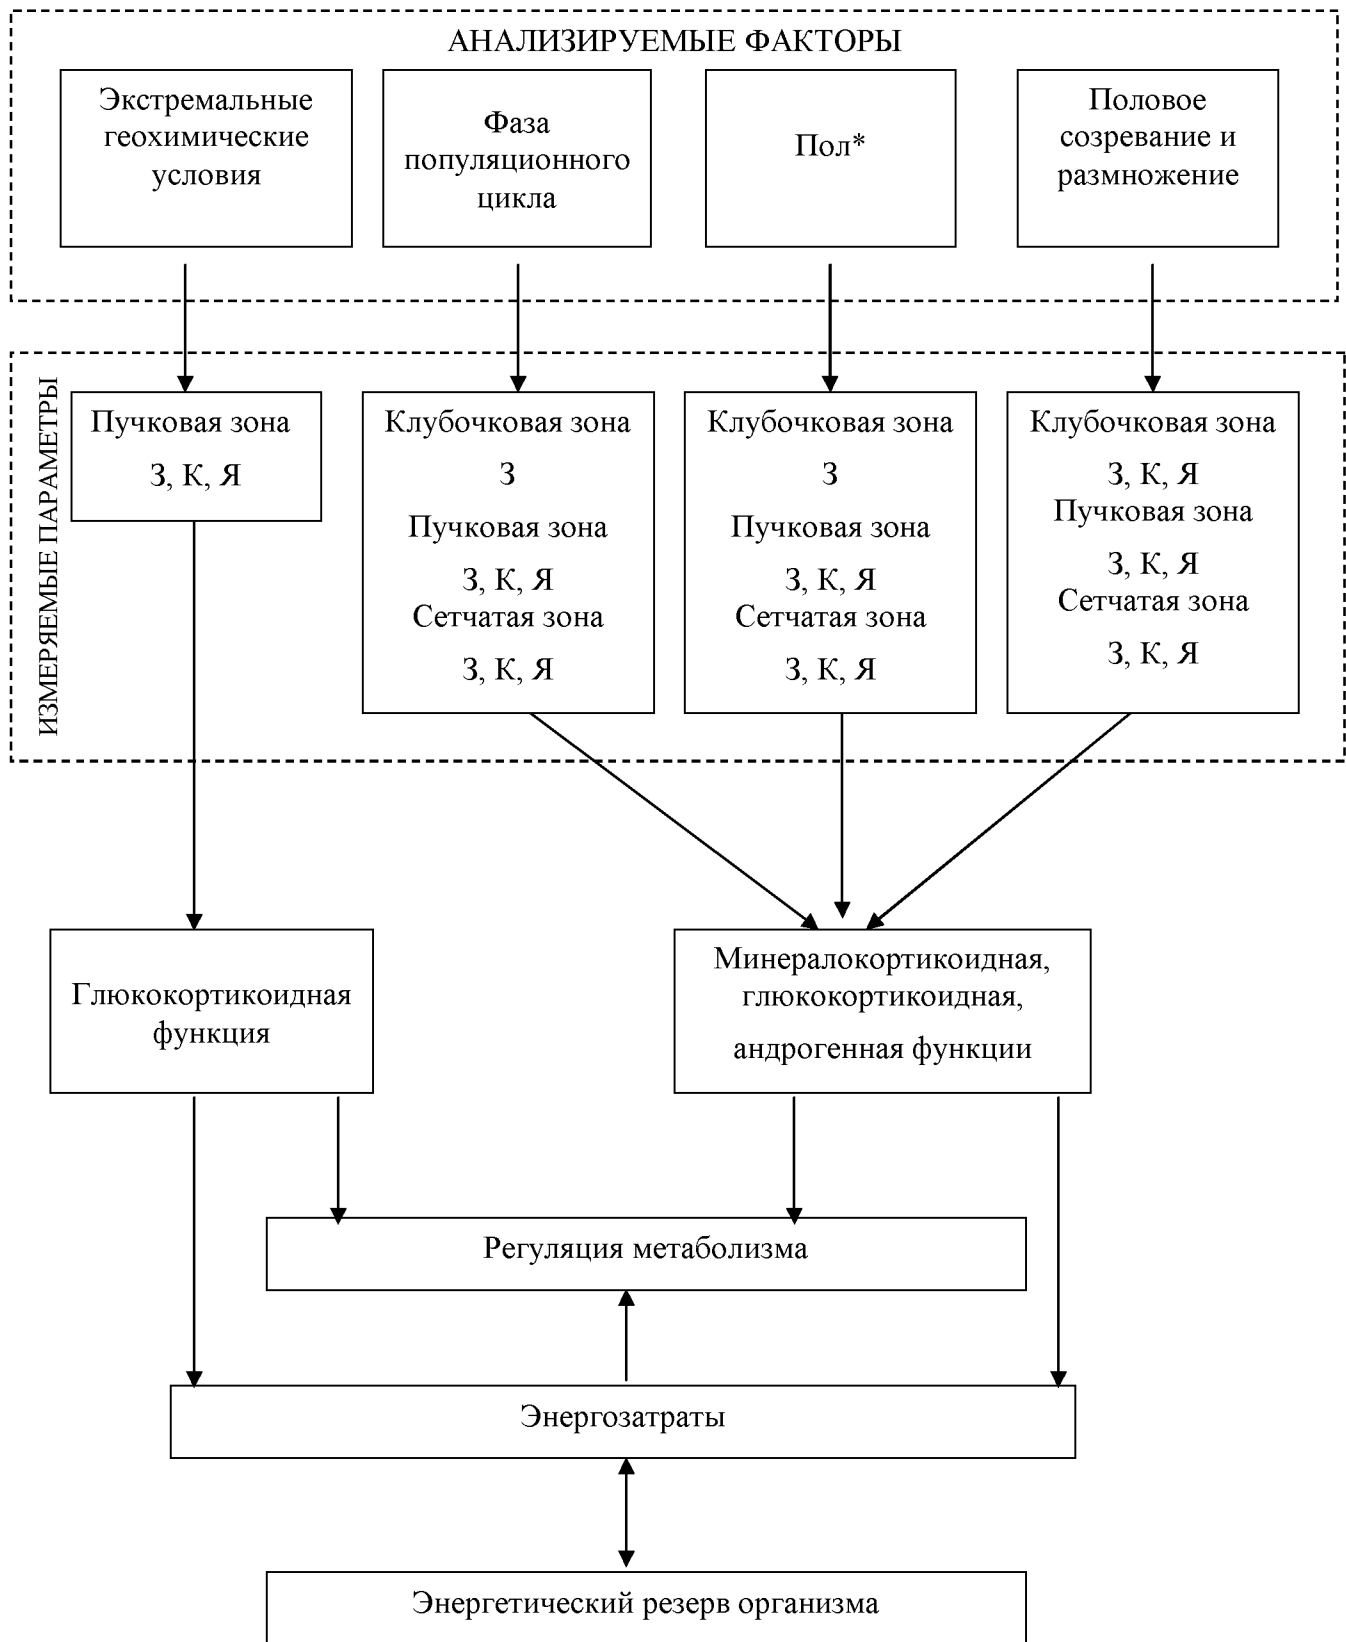 АНАЛИЗИРУЕМЫЕ ФАКТОРЫ
Экстремальные
геохимические
условия
Фаза
популяционного
цикла
Пол*
Половое
созревание и
размножение
ИЗМЕРЯЕМЫЕ ПАРАМЕТРЫ
Пучковая зона
З, К, Я
Клубочковая зона
З
Пучковая зона
З, К, Я
Сетчатая зона
З, К, Я
Клубочковая зона
З
Пучковая зона
З, К, Я
Сетчатая зона
З, К, Я
Клубочковая зона
З, К, Я
Пучковая зона
З, К, Я
Сетчатая зона
З, К, Я
Глюкокортикоидная
функция
Минералокортикоидная,
глюкокортикоидная,
андрогенная функции
Регуляция метаболизма
Энергозатраты
Энергетический резерв организма